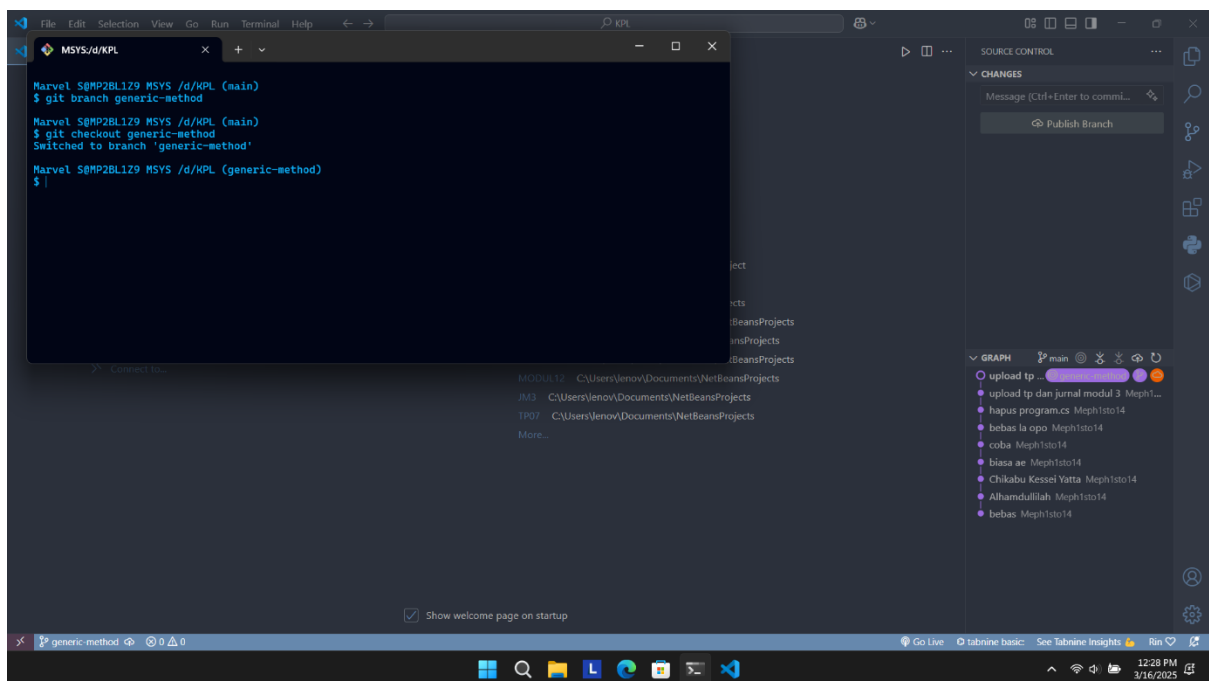 File Edit Selection View Go Run Terminal Help
KPL
MSYS:/d/KPL
Marvel S@MP2BL1Z9 MSYS /d/KPL (main)
$ git branch generic-method
Marvel S@MP2BL1Z9 MSYS /d/KPL (main)
$ git checkout generic-method
Switched to branch 'generic-method'
Marvel S@MP2BL1Z9 MSYS /d/KPL (generic-method)
$
Connect to...
ject
ects
:BeansProjects
ansProjects
:BeansProjects
MODUL12 C:\Users\lenov\Documents\NetBeansProjects
JM3 C:\Users\lenov\Documents\NetBeansProjects
TP07 C:\Users\lenov\Documents\NetBeansProjects
More...
Show welcome page on startup
SOURCE CONTROL
CHANGES
Message (Ctrl+Enter to commi...
Publish Branch
GRAPH main
upload tp ... generic-method
upload tp dan jurnal modul 3 Meph1...
hapus program.cs Meph1sto14
bebas la opo Meph1sto14
coba Meph1sto14
biasa ae Meph1sto14
Chikabu Kessei Yatta Meph1sto14
Alhamdullilah Meph1sto14
bebas Meph1sto14
generic-method 0 0
Go Live tabnine basic: See Tabnine Insights Rin
L
12:28 PM
3/16/2025